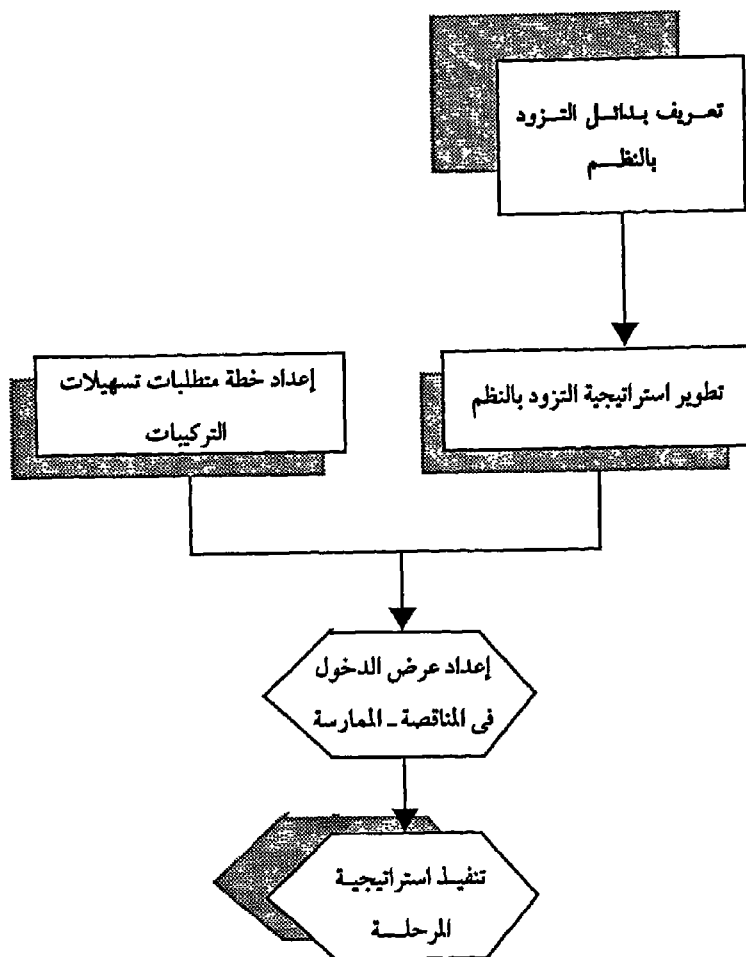 تعريف بدائل التزود
بالنظم
تطوير استراتيجية التزود بالنظم
إعداد خطة متطلبات تسهيلات
التركيبات
إعداد عرض الدخول
فى المناقصة - الممارسة
تنفيذ استراتيجية
المرحلة